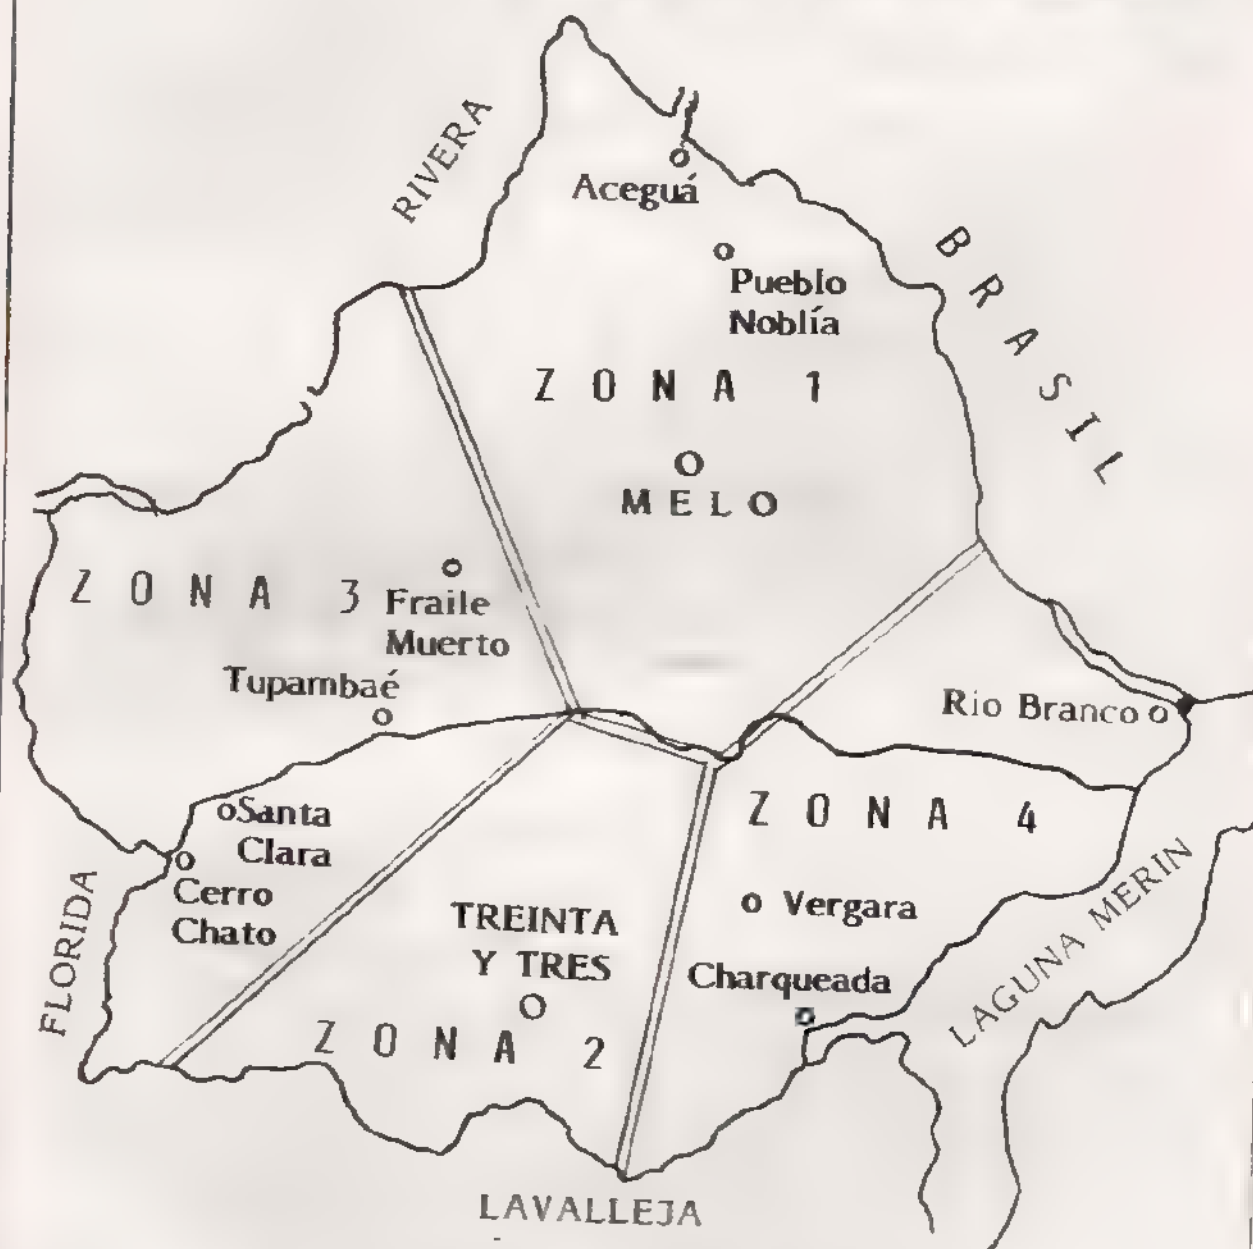 RIVERA
Aceguá
BRASIL
Pueblo
Noblía
ZONA 1
MELO
ZONA 3
Fraile
Muerto
Tupambaé
Rio Branco
Santa
Clara
ZONA 4
Cerro
Chato
FLORIDA
TREINTA
Y TRES
Vergara
Charqueada
LAGUNA MERIN
ZONA 2
LAVALLEJA